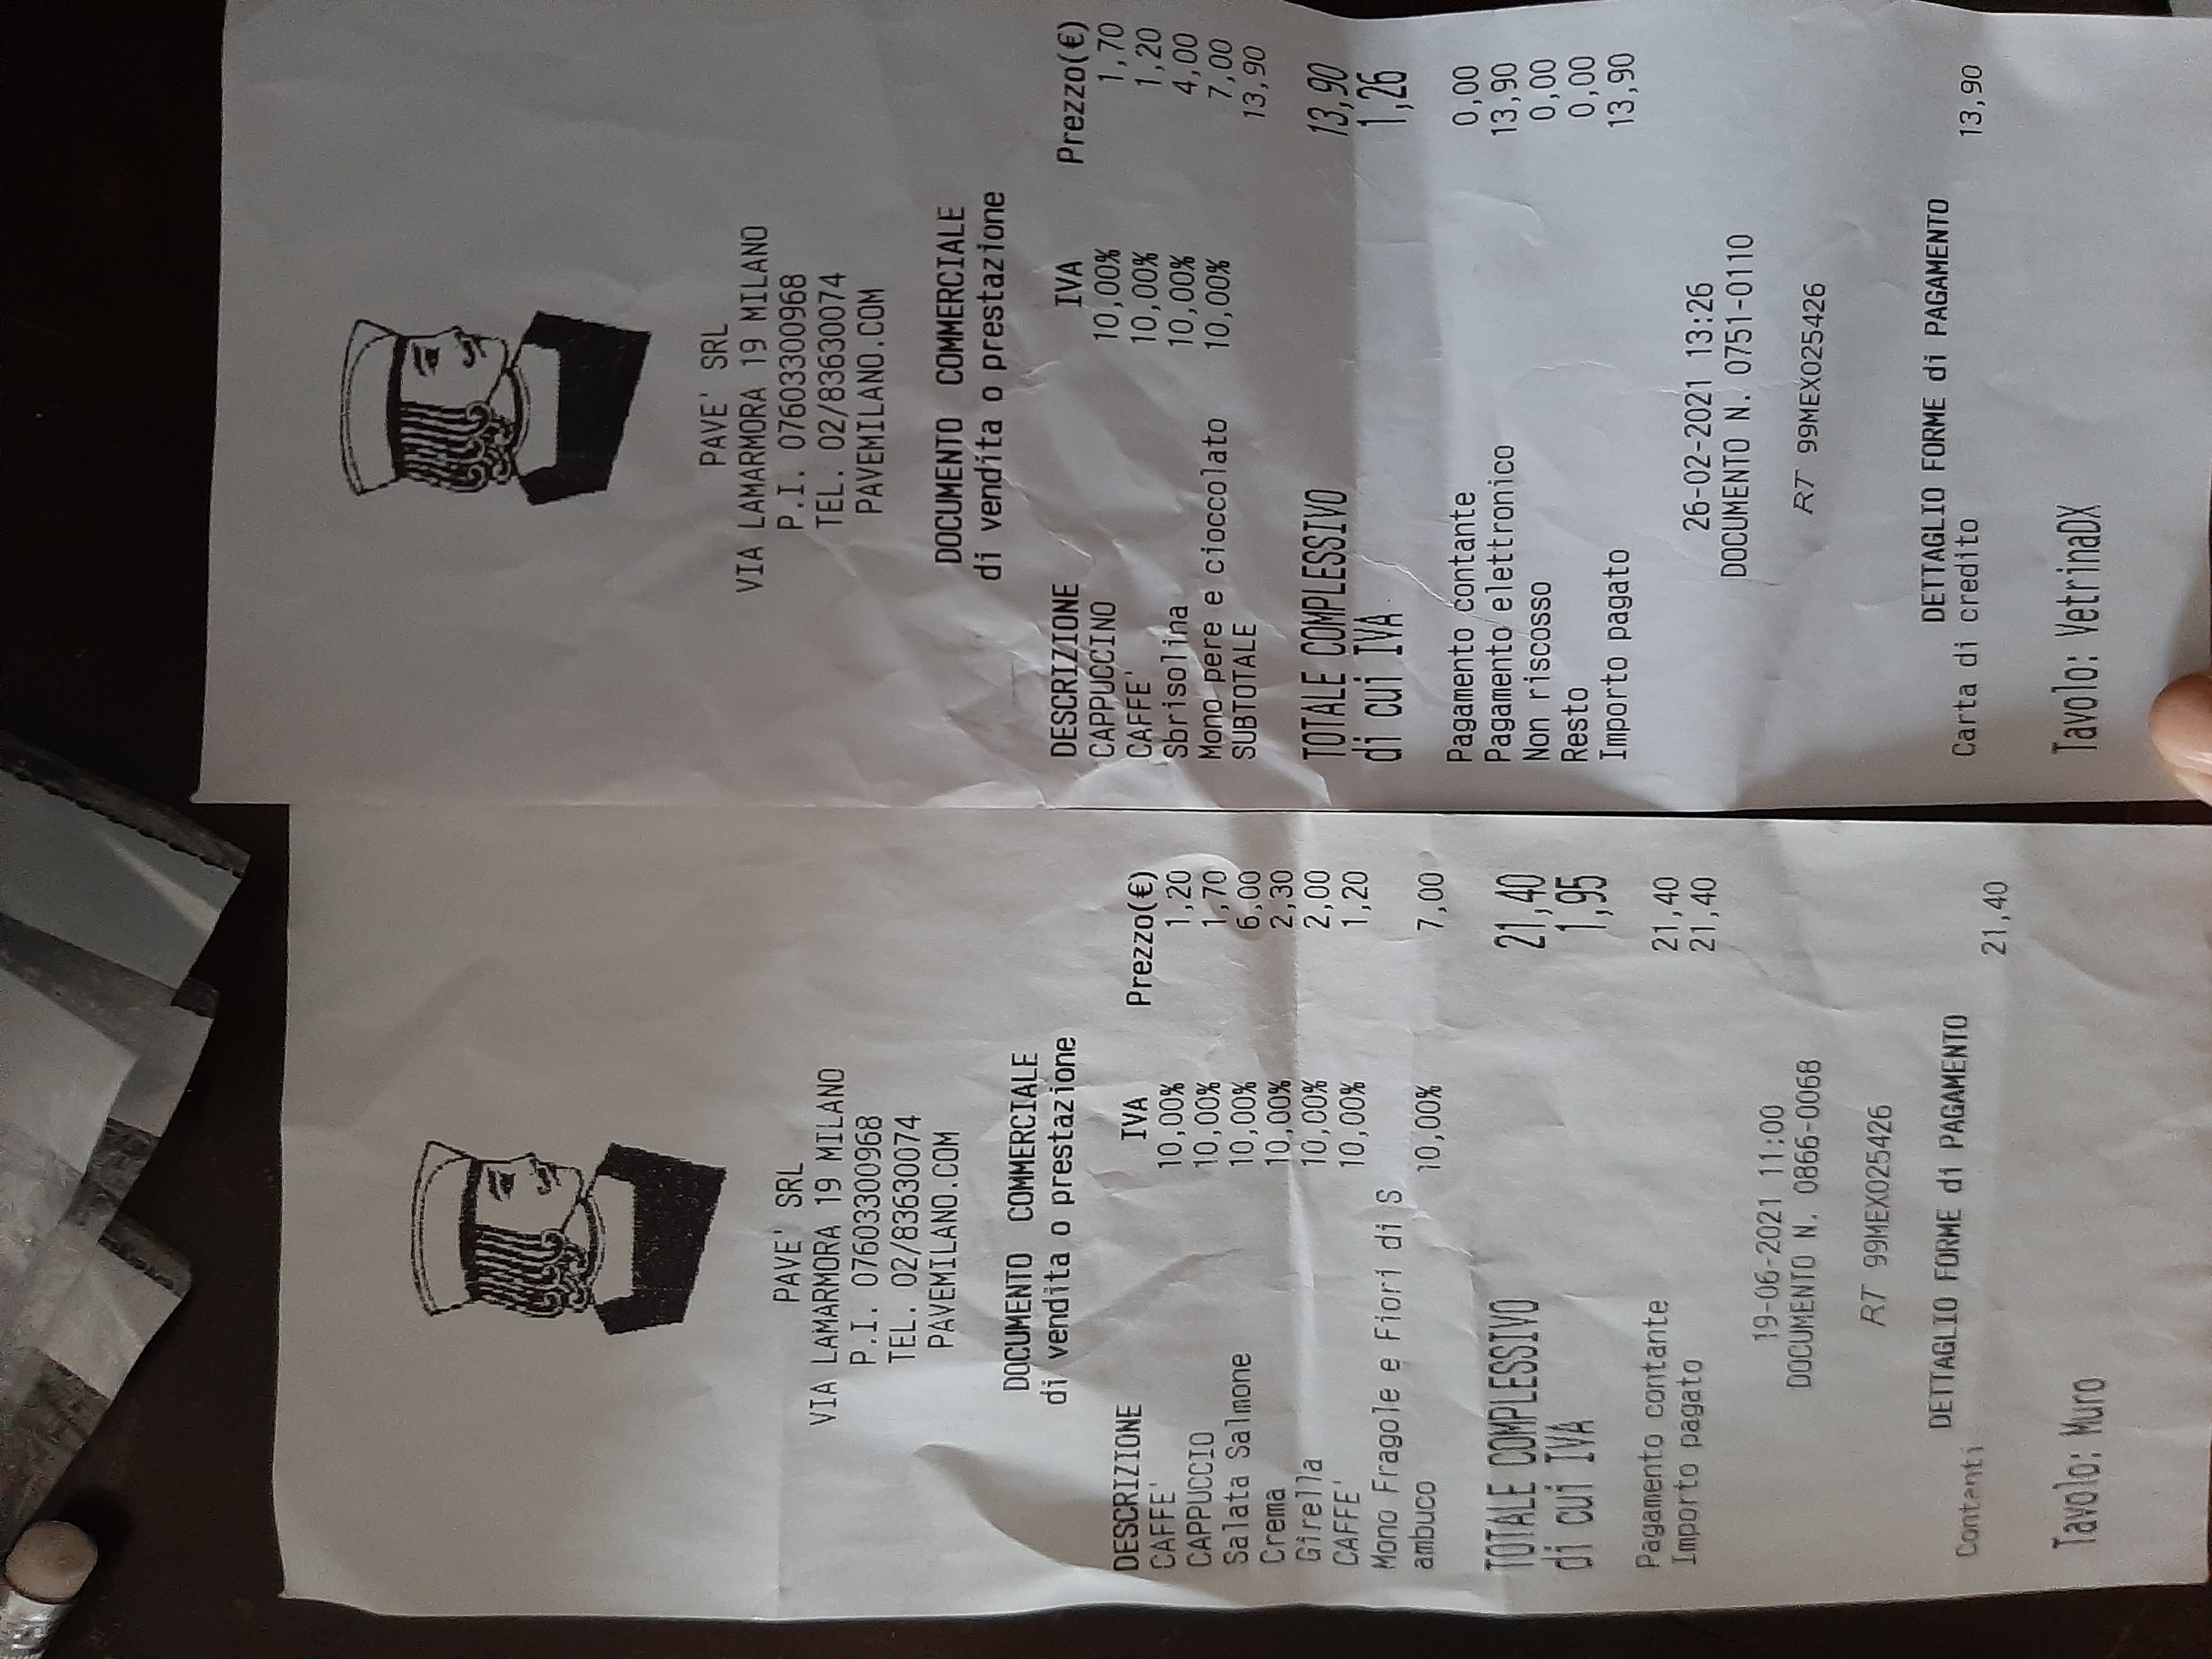 PAVE' SRL
VIA LAMARMORA 19 MILANO
P.I. 07603300968
TEL. 02/83630074
PAVEMILANO.COM
DOCUMENTO COMMERCIALE
di vendita o prestazione
DESCRIZIONE IVA Prezzo(€)
CAFFE' 10,00% 1,20
CAPPUCCIO 10,00% 1,70
Salata Salmone 10,00% 6,00
Crema 10,00% 2,30
Girella 10,00% 2,00
CAFFE' 10,00% 1,20
Mono Fragole e Fiori di S
ambuco 10,00% 7,00
TOTALE COMPLESSIVO 21,40
di cui IVA 1,95
Pagamento contante 21,40
Importo pagato 21,40
19-06-2021 11:00
DOCUMENTO N. 0866-0068
RT 99MEX025426
DETTAGLIO FORME di PAGAMENTO
Contanti 21,40
Tavolo: Muro
PAVE' SRL
VIA LAMARMORA 19 MILANO
P.I. 07603300968
TEL. 02/83630074
PAVEMILANO.COM
DOCUMENTO COMMERCIALE
di vendita o prestazione
DESCRIZIONE IVA Prezzo(€)
CAPPUCCINO 10,00% 1,70
CAFFE' 10,00% 1,20
Sbrisolina 10,00% 4,00
Mono pere e cioccolato 10,00% 7,00
SUBTOTALE 13,90
TOTALE COMPLESSIVO 13,90
di cui IVA 1,26
Pagamento contante 0,00
Pagamento elettronico 13,90
Non riscosso 0,00
Resto 0,00
Importo pagato 13,90
26-02-2021 13:26
DOCUMENTO N. 0751-0110
RT 99MEX025426
DETTAGLIO FORME di PAGAMENTO
Carta di credito 13,90
Tavolo: VetrinaDX